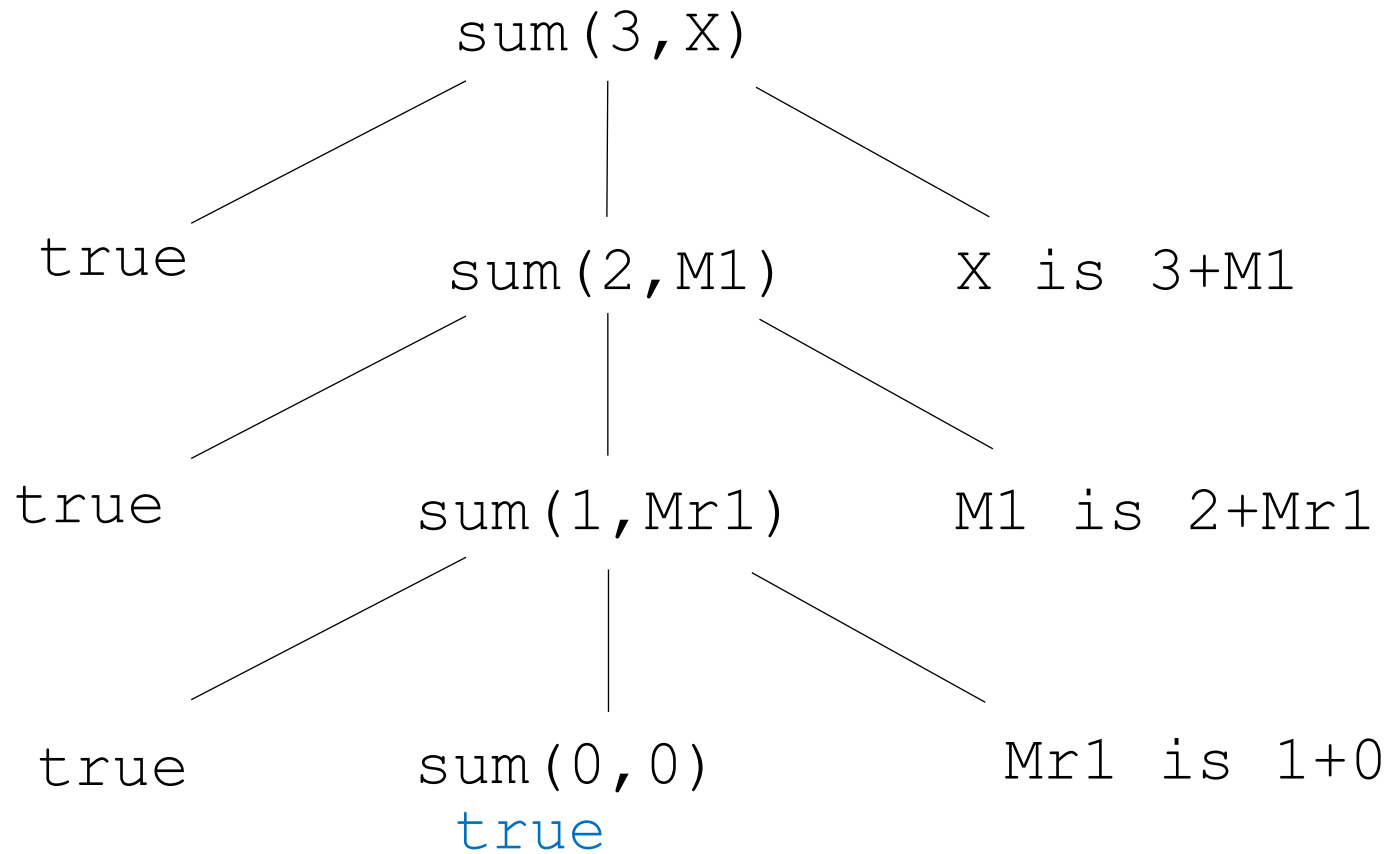 sum(3,X)
true
sum(2,M1)
X is 3+M1
true
sum(1,Mr1)
M1 is 2+Mr1
true
sum(0,0)
Mr1 is 1+0
true